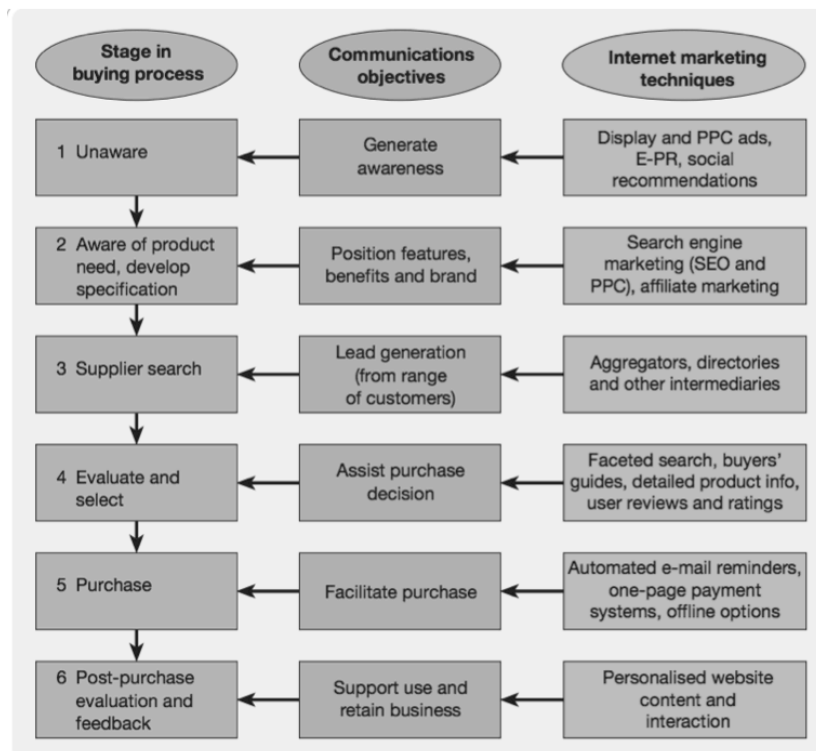 Stage in
buying process
Communications
objectives
Internet marketing
techniques
1 Unaware
Generate
awareness
Display and PPC ads,
E-PR, social
recommendations
2 Aware of product
need, develop
specification
Position features,
benefits and brand
Search engine
marketing (SEO and
PPC), affiliate marketing
3 Supplier search
Lead generation
(from range
of customers)
Aggregators, directories
and other intermediaries
4 Evaluate and
select
Assist purchase
decision
Faceted search, buyers'
guides, detailed product info,
user reviews and ratings
5 Purchase
Facilitate purchase
Automated e-mail reminders,
one-page payment
systems, offline options
6 Post-purchase
evaluation and
feedback
Support use and
retain business
Personalised website
content and
interaction